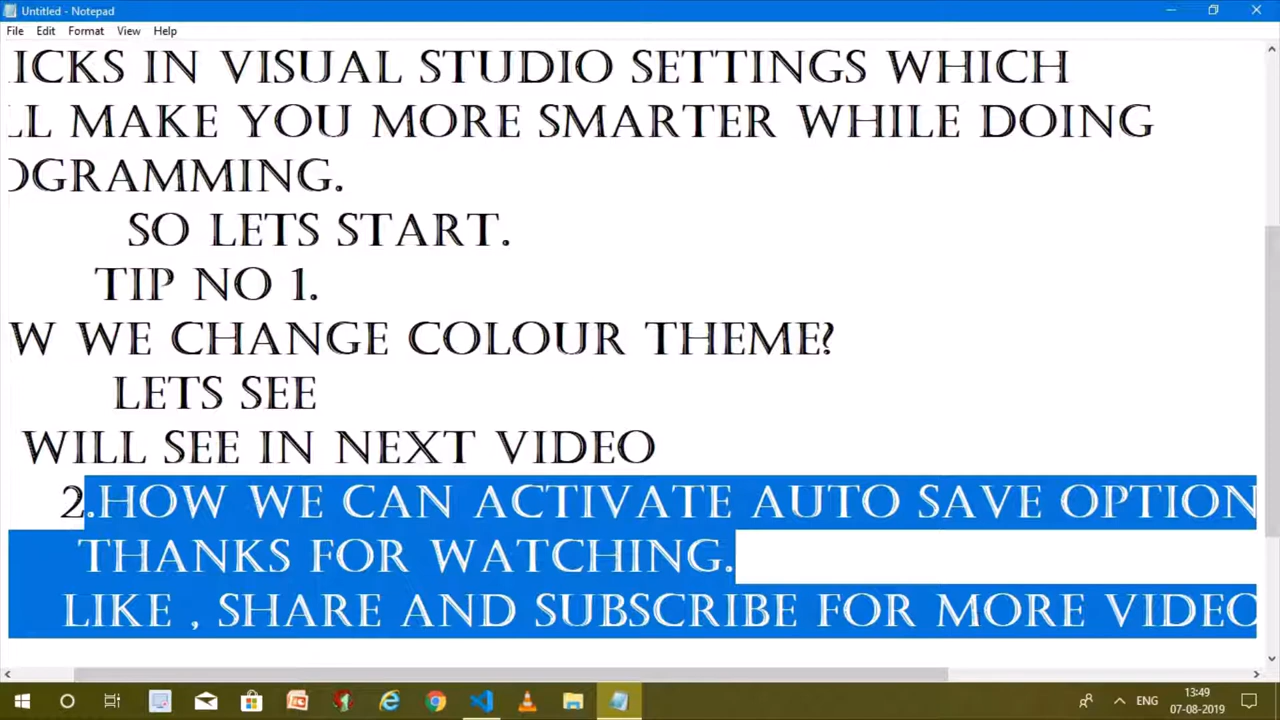 Untitled - Notepad
File Edit Format View Help
ICKS IN VISUAL STUDIO SETTINGS WHICH
LL MAKE YOU MORE SMARTER WHILE DOING
OGRAMMING.
SO LETS START.
TIP NO 1.
W WE CHANGE COLOUR THEME?
LETS SEE
WILL SEE IN NEXT VIDEO
2.HOW WE CAN ACTIVATE AUTO SAVE OPTION
THANKS FOR WATCHING.
LIKE , SHARE AND SUBSCRIBE FOR MORE VIDEO
ENG
13:49
07-08-2019